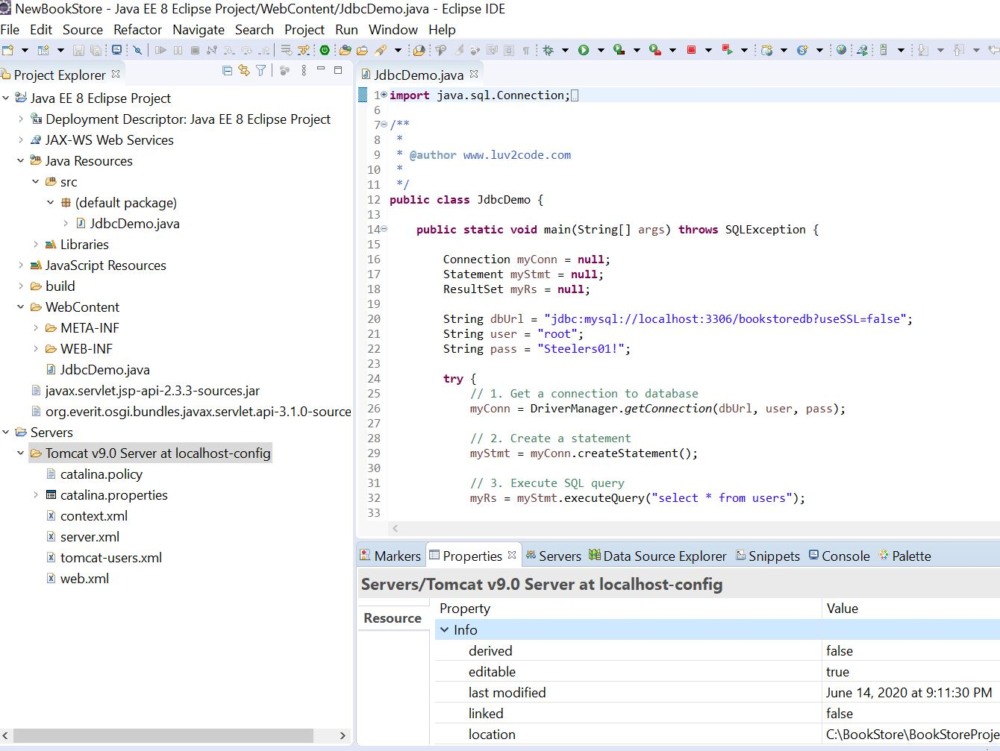 NewBookStore - Java EE 8 Eclipse Project/WebContent/JdbcDemo.java - Eclipse IDE
File Edit Source Refactor Navigate Search Project Run Window Help
Project Explorer
Java EE 8 Eclipse Project
Deployment Descriptor: Java EE 8 Eclipse Project
JAX-WS Web Services
Java Resources
src
(default package)
JdbcDemo.java
Libraries
JavaScript Resources
build
WebContent
META-INF
WEB-INF
JdbcDemo.java
javax.servlet.jsp-api-2.3.3-sources.jar
org.everit.osgi.bundles.javax.servlet.api-3.1.0-source
Servers
Tomcat v9.0 Server at localhost-config
catalina.policy
catalina.properties
context.xml
server.xml
tomcat-users.xml
web.xml
JdbcDemo.java
1 import java.sql.Connection;
6
7 /**
8 *
9 * @author www.luv2code.com
10 *
11 */
12 public class JdbcDemo {
13
14 public static void main(String[] args) throws SQLException {
15
16 Connection myConn = null;
17 Statement myStmt = null;
18 ResultSet myRs = null;
19
20 String dbUrl = "jdbc:mysql://localhost:3306/bookstoredb?useSSL=false";
21 String user = "root";
22 String pass = "Steelers01!";
23
24 try {
25 // 1. Get a connection to database
26 myConn = DriverManager.getConnection(dbUrl, user, pass);
27
28 // 2. Create a statement
29 myStmt = myConn.createStatement();
30
31 // 3. Execute SQL query
32 myRs = myStmt.executeQuery("select * from users");
33
Markers Properties Servers Data Source Explorer Snippets Console Palette
Servers/Tomcat v9.0 Server at localhost-config
Resource
Property Value
Info
derived false
editable true
last modified June 14, 2020 at 9:11:30 PM
linked false
location C:\BookStore\BookStoreProje